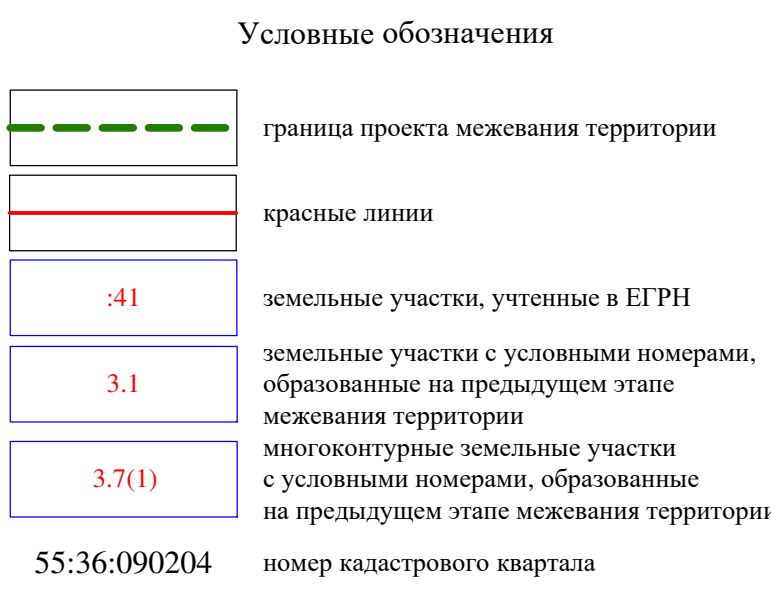 Условные обозначения
граница проекта межевания территории
красные линии
:41
земельные участки, учтенные в ЕГРН
земельные участки с условными номерами,
3.1
образованные на предыдущем этапе
межевания территории
многоконтурные земельные участки
3.7(1)
с условными номерами, образованные
на предыдущем этапе межевания территории
55:36:090204
номер кадастрового квартала